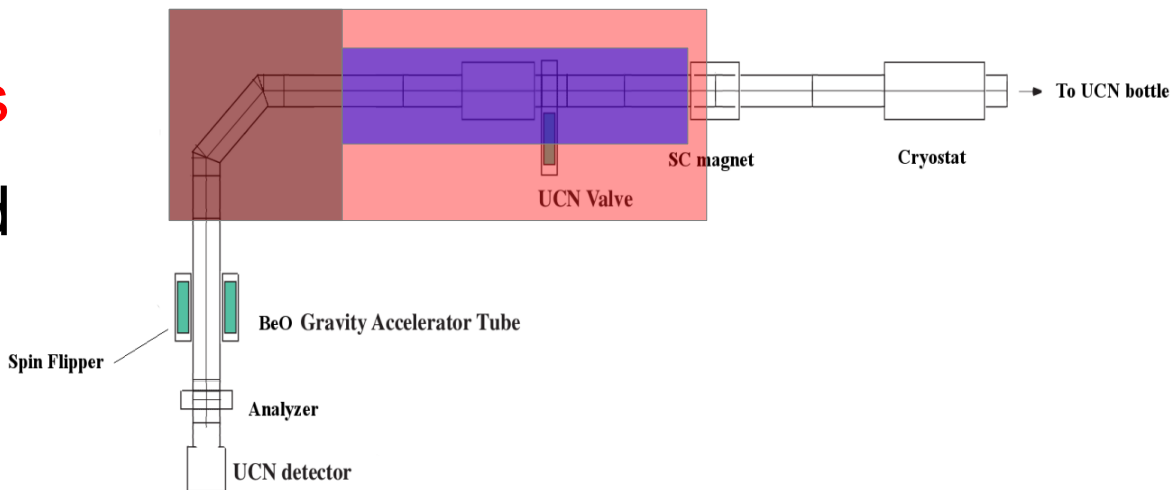 s
To UCN bottle
SC magnet
Cryostat
UCN Valve
d
BeO Gravity Accelerator Tube
Spin Flipper
Analyzer
UCN detector